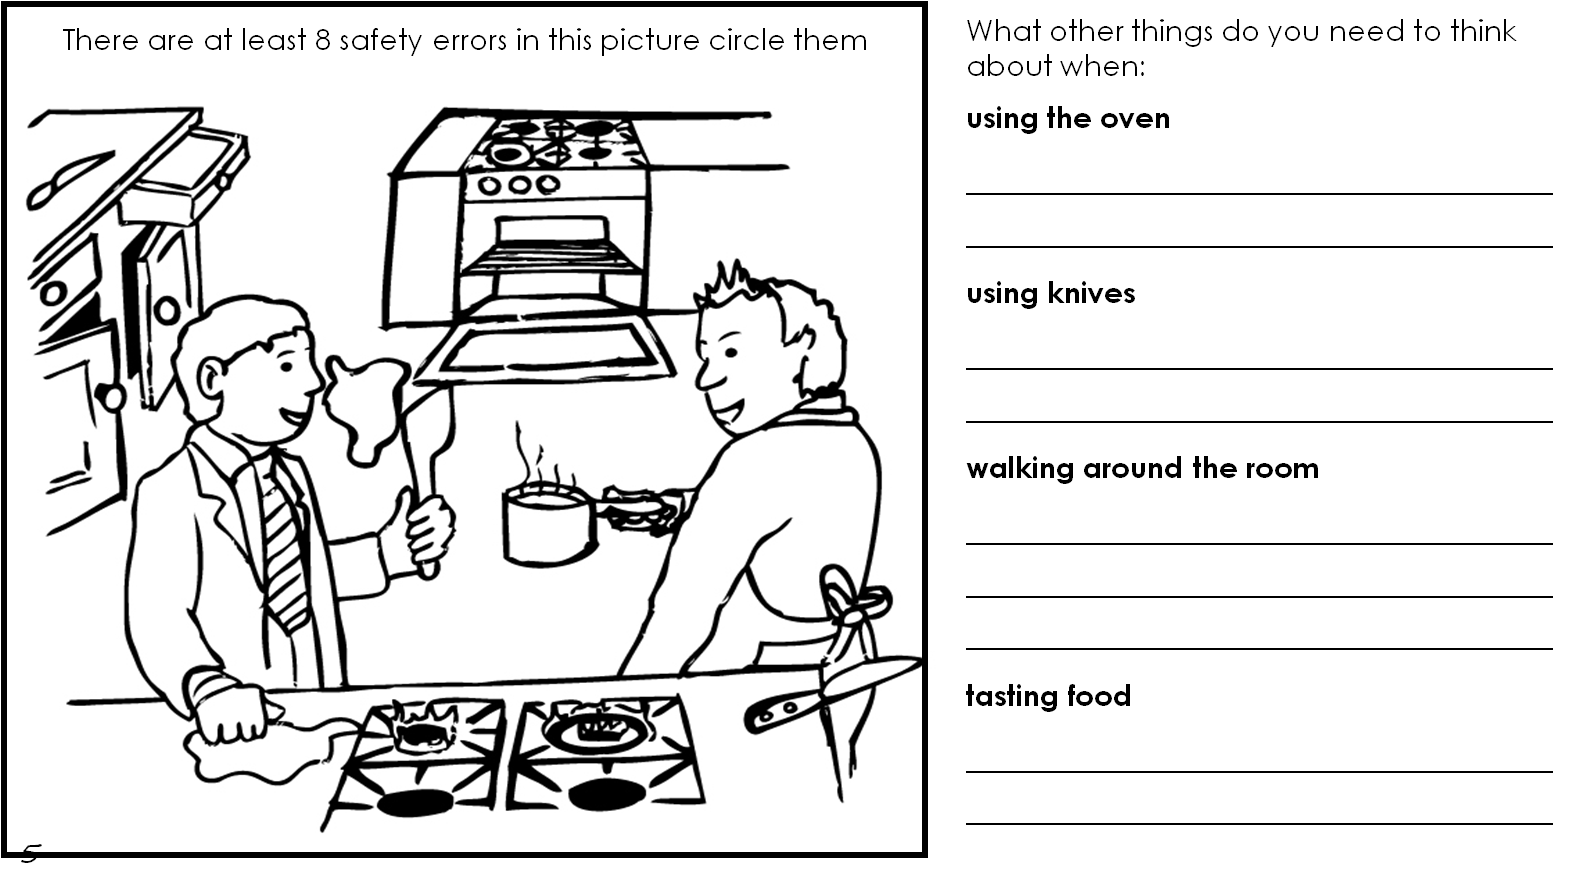 There are at least 8 safety errors in this picture circle them
What other things do you need to think
about when:
using the oven
using knives
walking around the room
tasting food
5